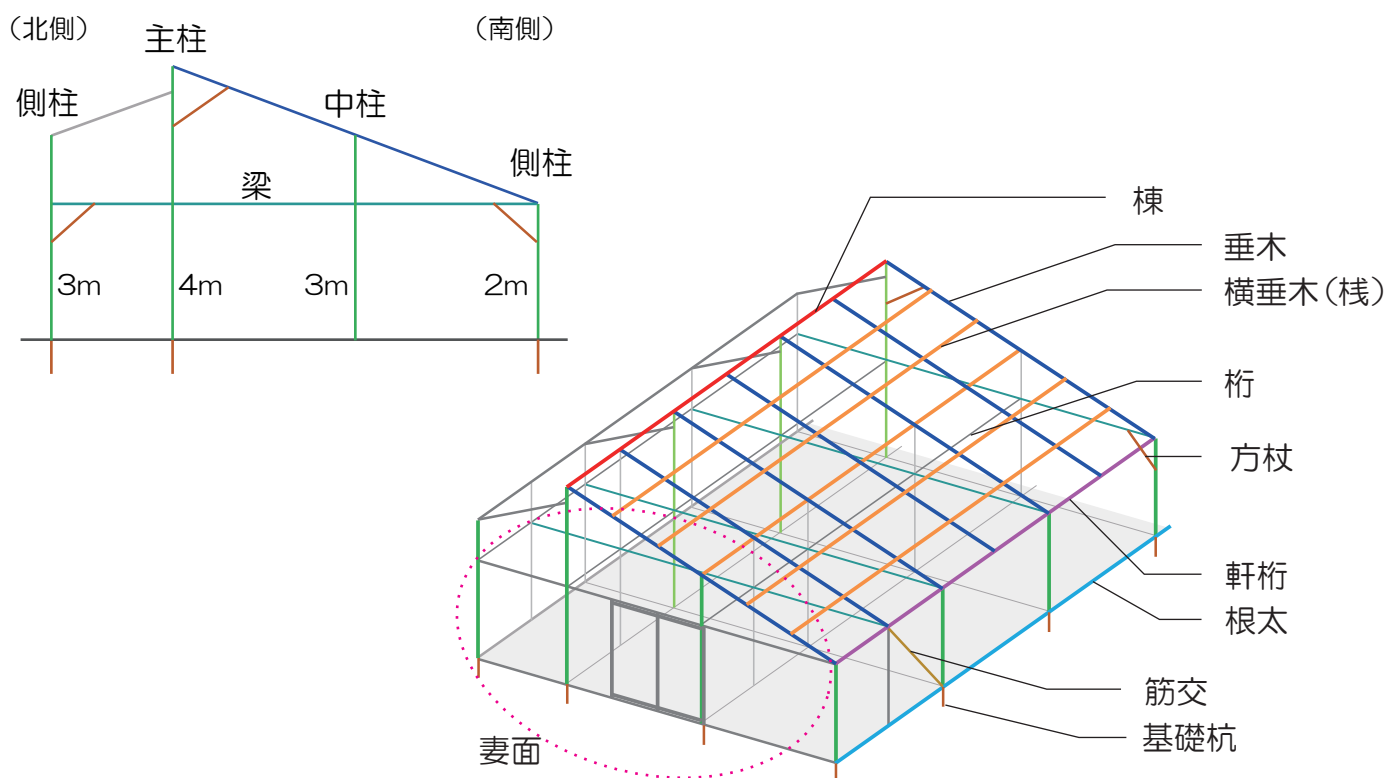 （北側）
主柱
（南側）
側柱
中柱
側柱
梁
3m
4m
3m
2m
棟
垂木
横垂木（桟）
桁
方杖
軒桁
根太
筋交
基礎杭
妻面